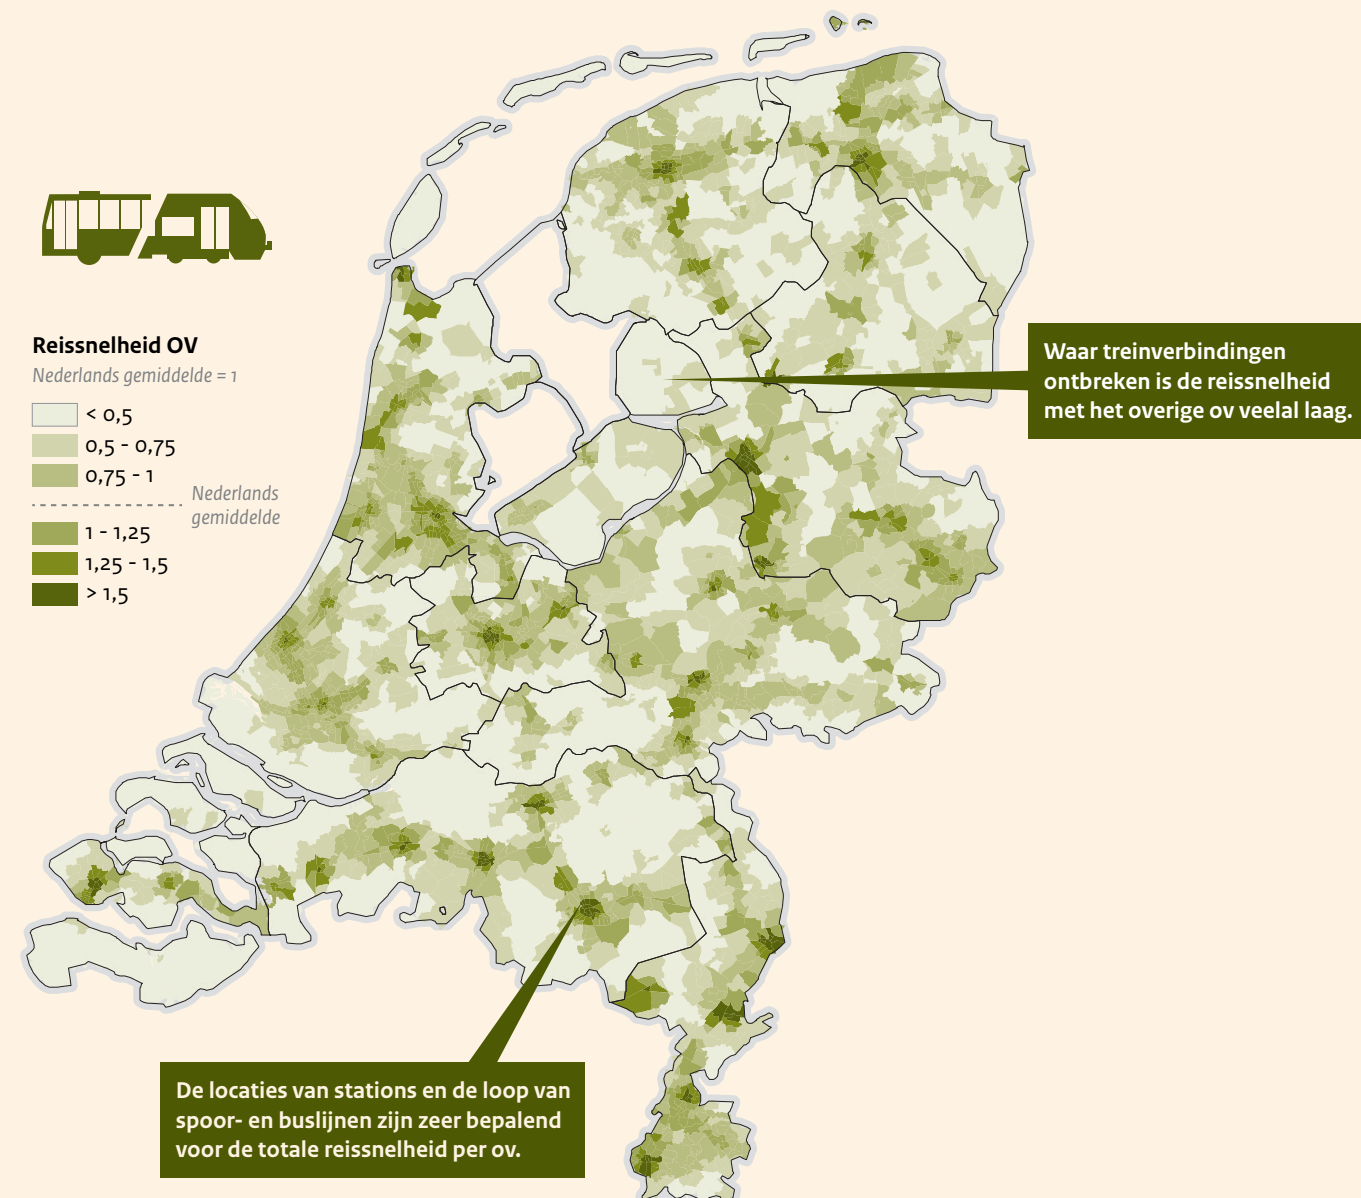 Reissnelheid OV
Nederlands gemiddelde = 1
< 0,5
0,5 - 0,75
0,75 - 1
Nederlands
gemiddelde
1 - 1,25
1,25 - 1,5
> 1,5
Waar treinverbindingen
ontbreken is de reissnelheid
met het overige ov veelal laag.
De locaties van stations en de loop van
spoor- en buslijnen zijn zeer bepalend
voor de totale reissnelheid per ov.